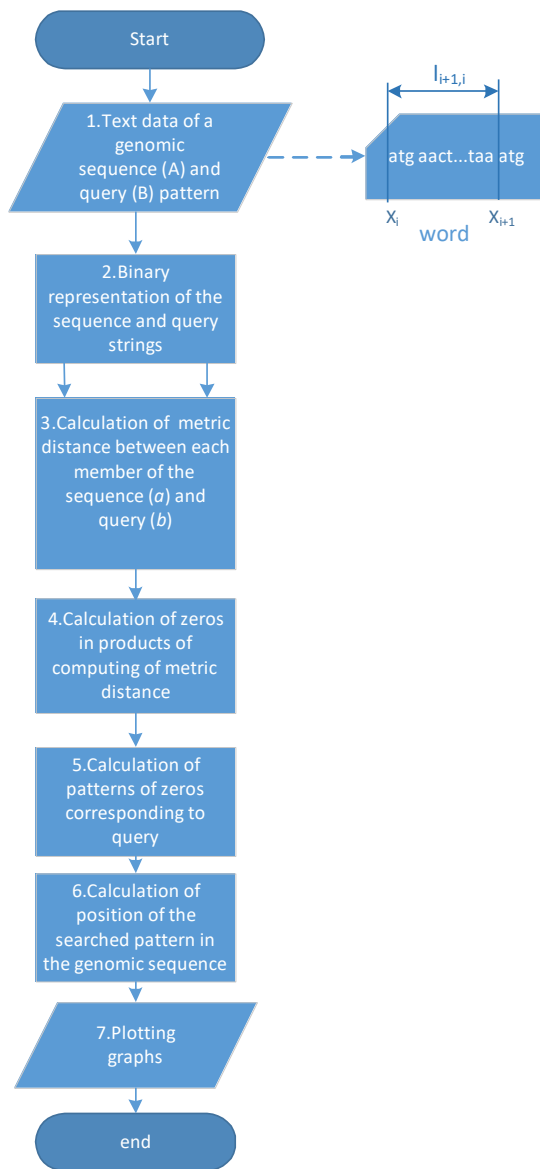 Start
1.Text data of a
genomic
sequence (A) and
query (B) pattern
l i+1,i
atg aact...taa atg
X i
X i+1
word
2.Binary
representation of the
sequence and query
strings
3.Calculation of metric
distance between each
member of the
sequence (a) and
query (b)
4.Calculation of zeros
in products of
computing of metric
distance
5.Calculation of
patterns of zeros
corresponding to
query
6.Calculation of
position of the
searched pattern in
the genomic sequence
7.Plotting
graphs
end